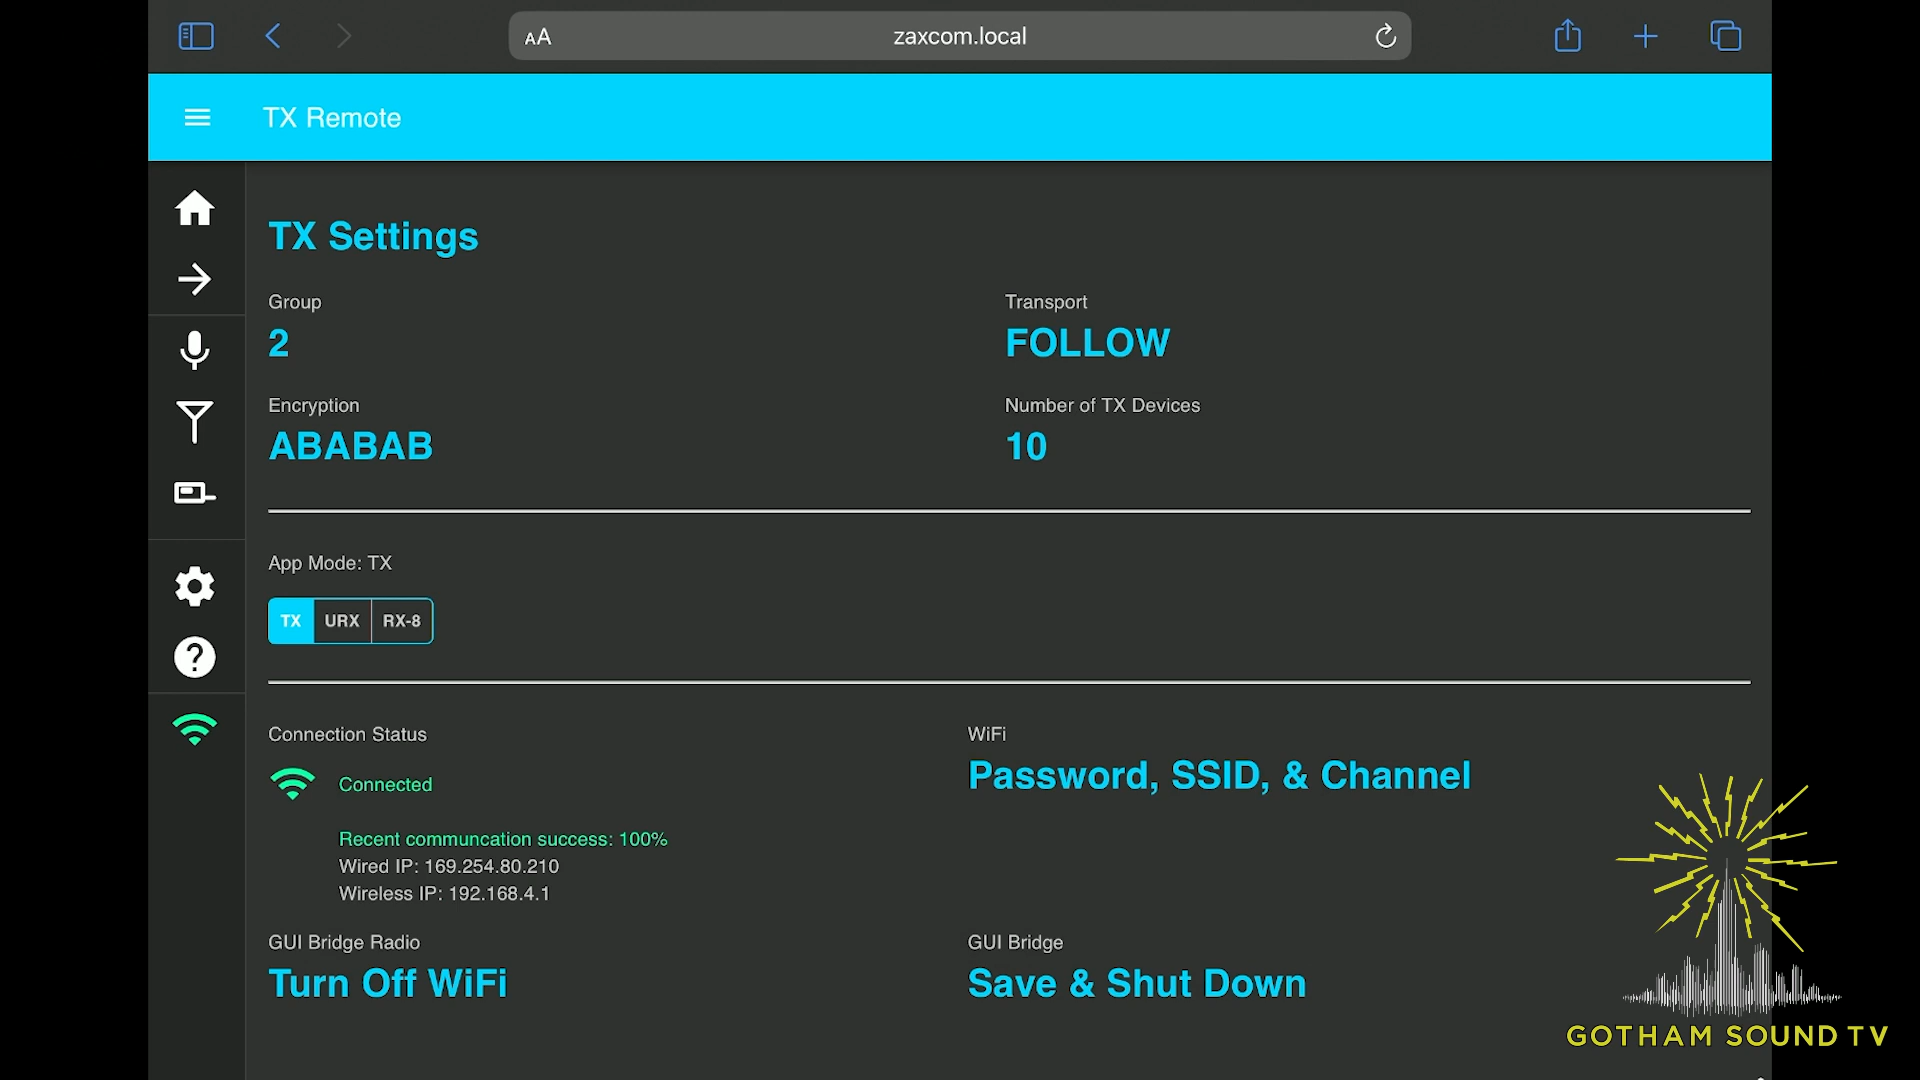 AA
zaxcom.local
TX Remote
TX Settings
Group
2
Transport
FOLLOW
Encryption
ABABAB
Number of TX Devices
10
App Mode: TX
TX URX RX-8
Connection Status
Connected
Recent communcation success: 100%
Wired IP: 169.254.80.210
Wireless IP: 192.168.4.1
WiFi
Password, SSID, & Channel
GUI Bridge Radio
Turn Off WiFi
GUI Bridge
Save & Shut Down
GOTHAM SOUND TV